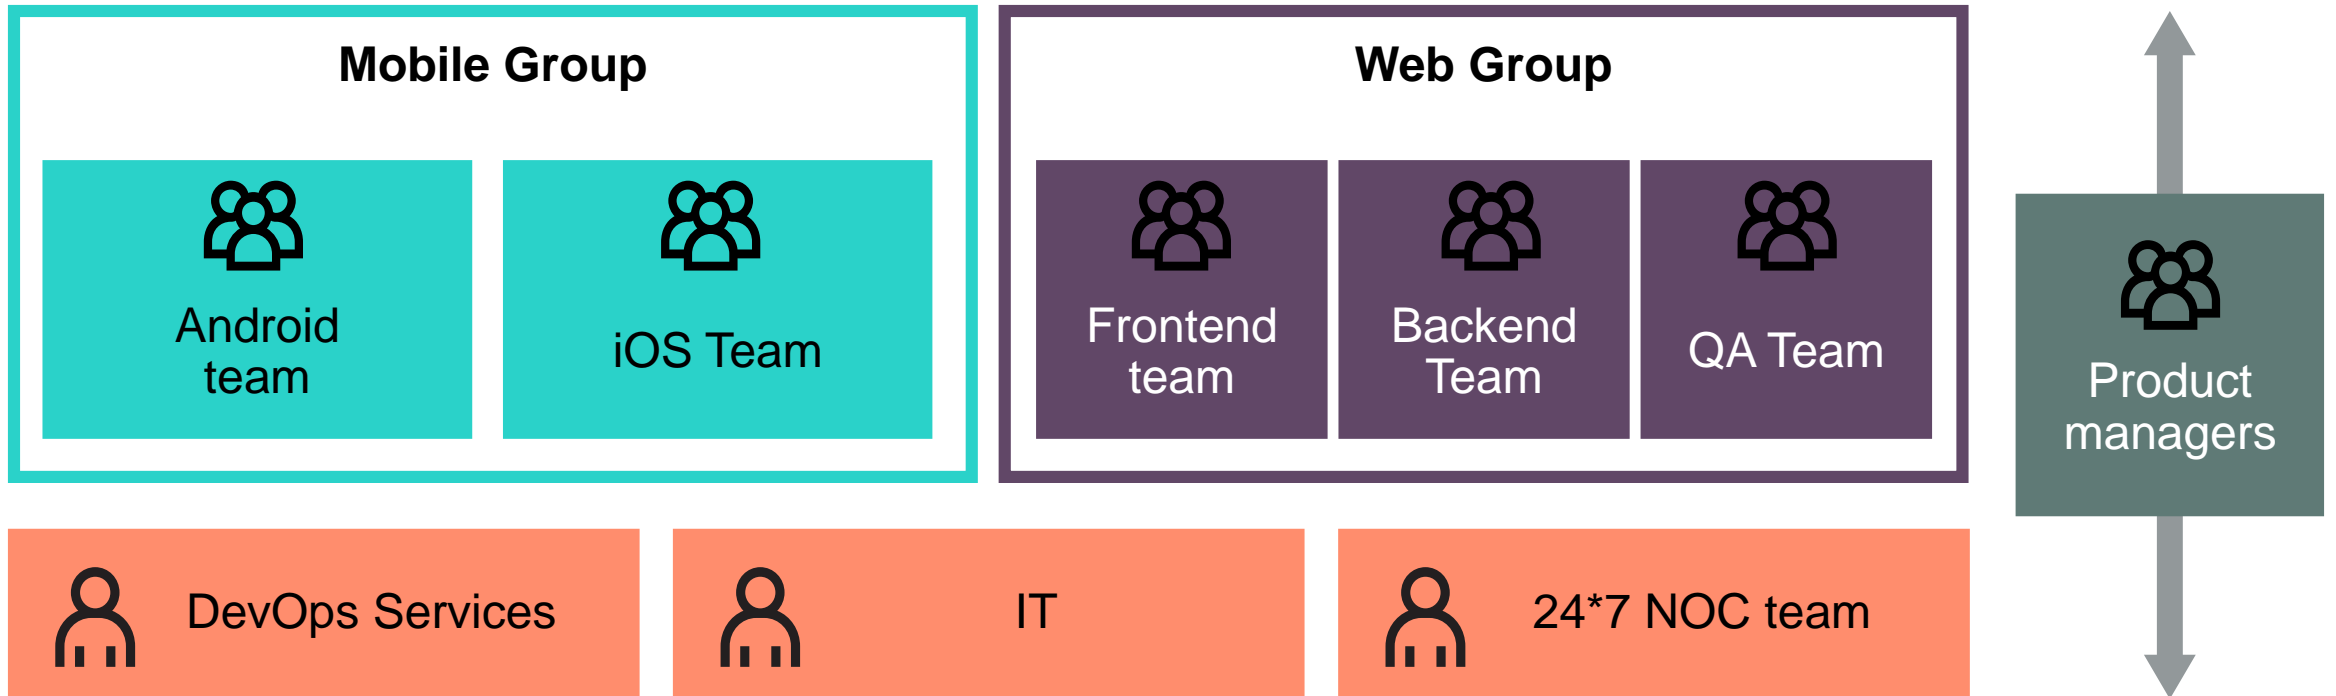 Mobile Group
Android
team
iOS Team
Web Group
Frontend
team
Backend
Team
QA Team
Product
managers
DevOps Services
IT
24*7 NOC team